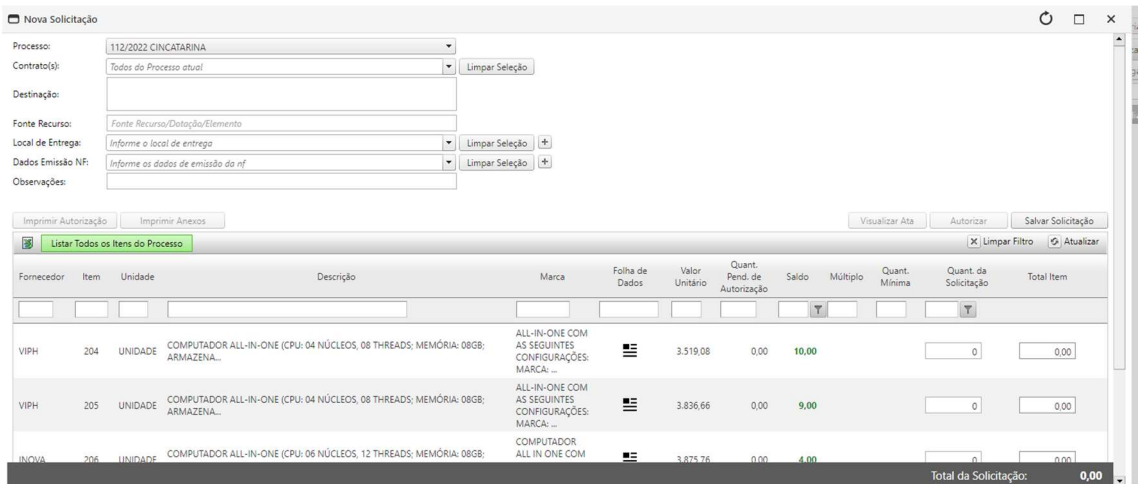 Nova Solicitação
Processo: 112/2022 CINCATARINA
Contrato(s): Todos do Processo atual Limpar Seleção
Destinação:
Fonte Recurso: Fonte Recurso/Dotação/Elemento
Local de Entrega: Informe o local de entrega Limpar Seleção +
Dados Emissão NF: Informe os dados de emissão da nf Limpar Seleção +
Observações:
Imprimir Autorização Imprimir Anexos Visualizar Ata Autorizar Salvar Solicitação
Listar Todos os Itens do Processo Limpar Filtro Atualizar
Fornecedor Item Unidade Descrição Marca Folha de Dados Valor Unitário Quant. Pend. de Autorização Saldo Múltiplo Quant. Mínima Quant. da Solicitação Total Item
VIPH 204 UNIDADE COMPUTADOR ALL-IN-ONE (CPU: 04 NÚCLEOS, 08 THREADS; MEMÓRIA: 08GB; ARMAZENA... ALL-IN-ONE COM AS SEGUINTES CONFIGURAÇÕES: MARCA: ... 3.519,08 0,00 10,00 0 0,00
VIPH 205 UNIDADE COMPUTADOR ALL-IN-ONE (CPU: 04 NÚCLEOS, 08 THREADS; MEMÓRIA: 08GB; ARMAZENA... ALL-IN-ONE COM AS SEGUINTES CONFIGURAÇÕES: MARCA: ... 3.836,66 0,00 9,00 0 0,00
INOVA 206 UNIDADE COMPUTADOR ALL-IN-ONE (CPU: 06 NÚCLEOS, 12 THREADS; MEMÓRIA: 08GB; COMPUTADOR ALL IN ONE COM 3.875,76 0,00 4,00 0 0,00
Total da Solicitação: 0,00